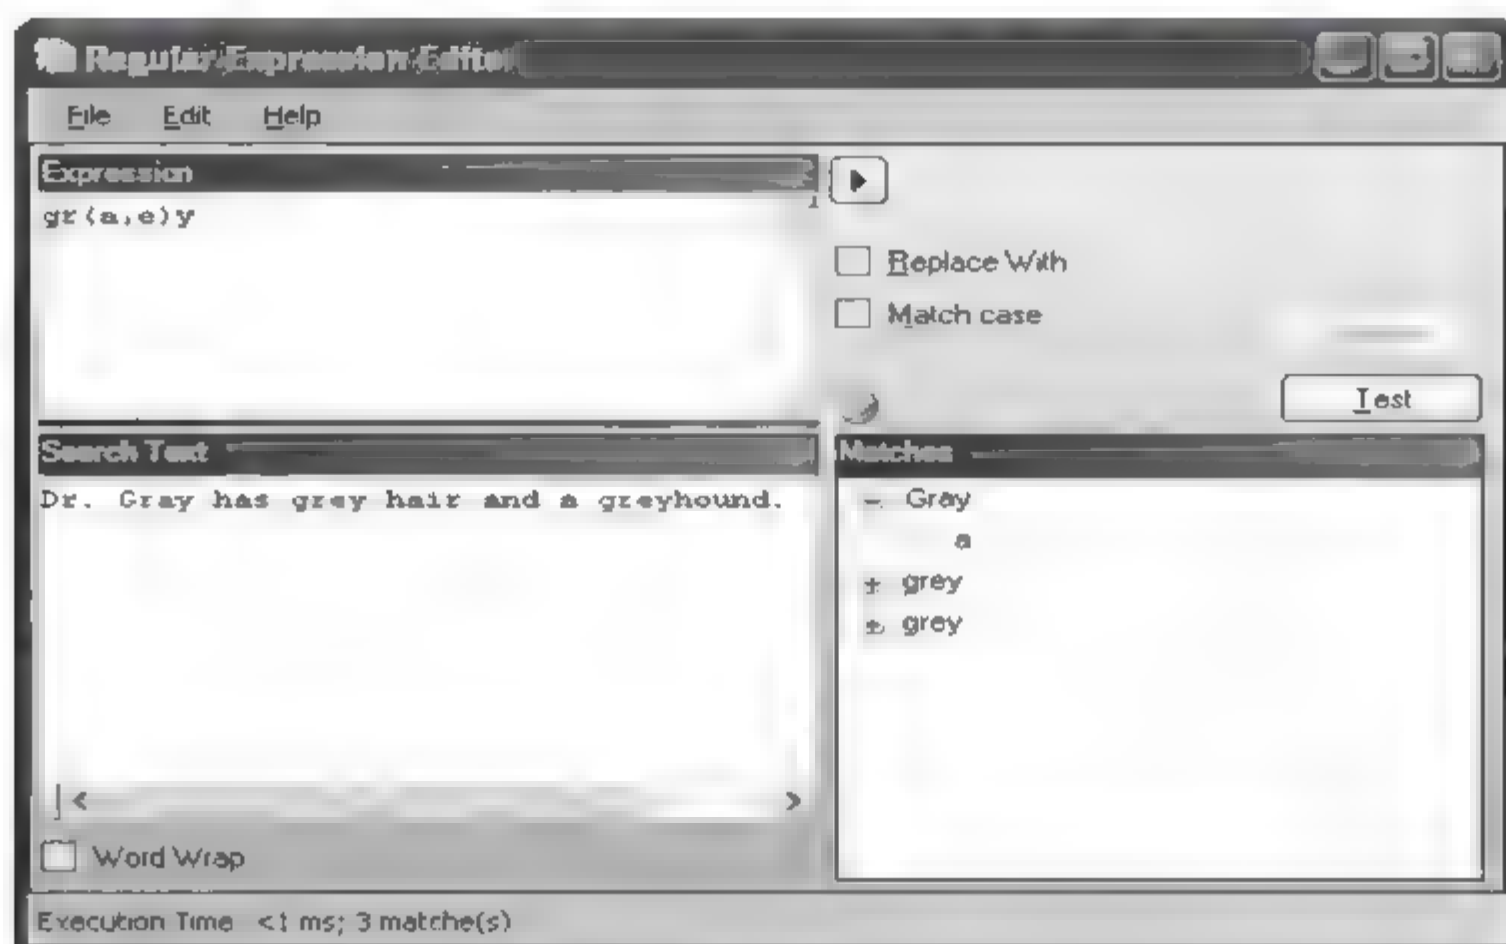 Regular Expression Editor
File Edit Help
Expression
gr(a,e)y
Replace With
Match case
Test
Search Text
Dr. Gray has grey hair and a greyhound.
Matches
Gray
a
grey
grey
Word Wrap
Execution Time <1 ms; 3 matche(s)